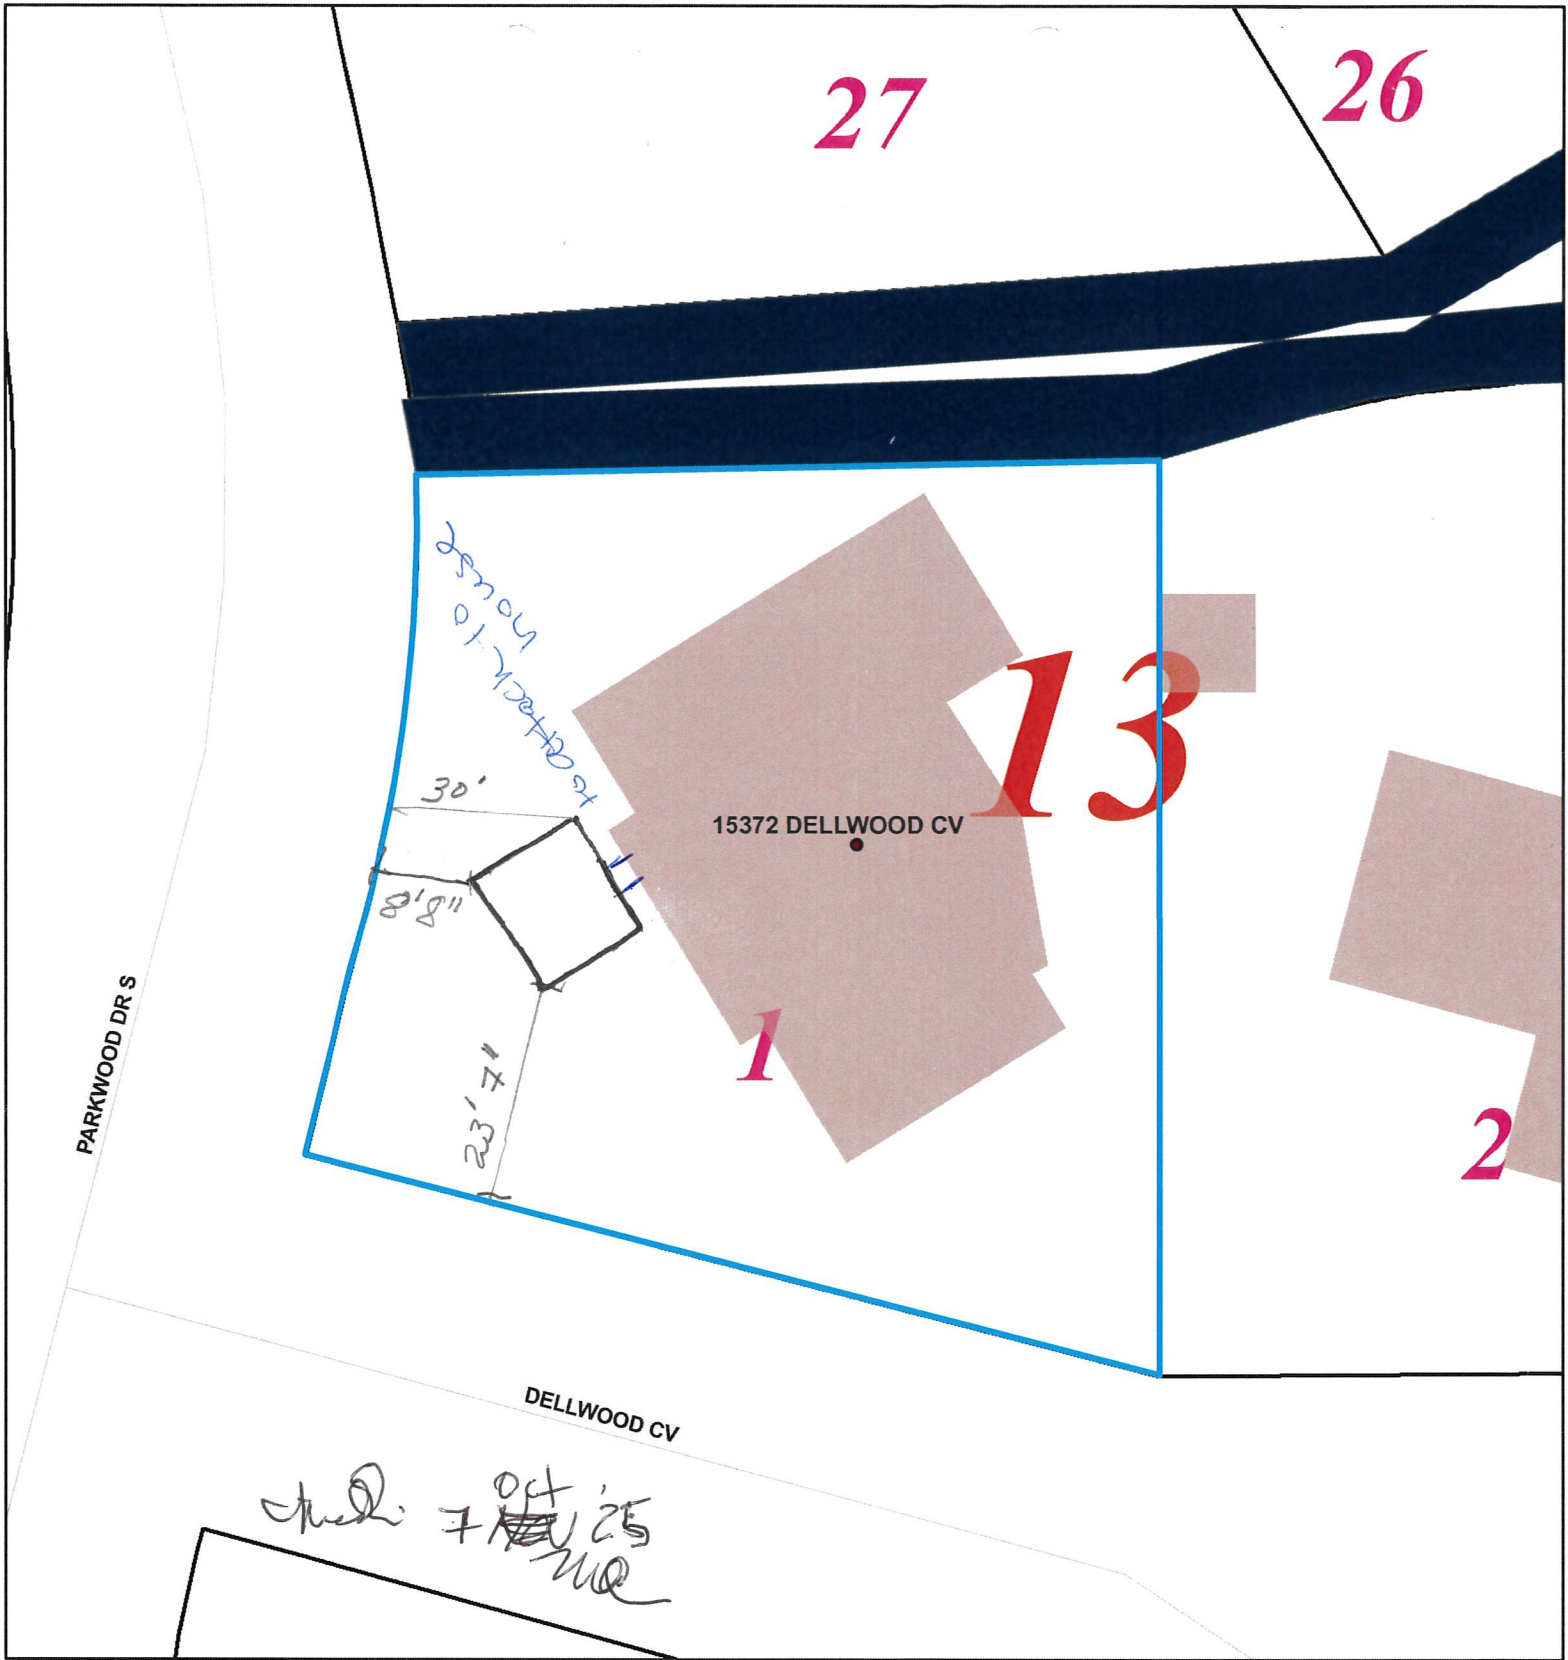 27
26
to attach to
house
13
30'
15372 DELLWOOD CV
8'8"
1
23' 7"
PARKWOOD DR S
2
DELLWOOD CV
oct
7 '25